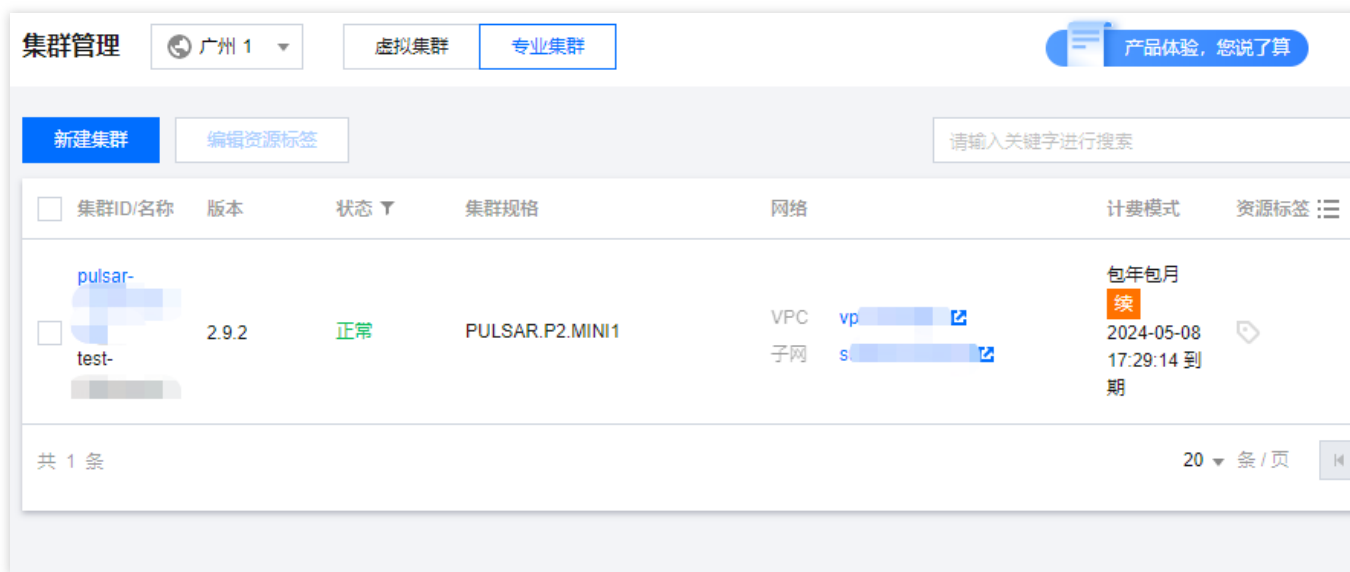 集群管理 广州 1 虚拟集群 专业集群 产品体验，您说了算
新建集群 编辑资源标签 请输入关键字进行搜索
集群ID/名称 版本 状态 集群规格 网络 计费模式 资源标签
pulsar-
test-
2.9.2
正常
PULSAR.P2.MINI1
VPC vp
子网 s
包年包月
续
2024-05-08
17:29:14 到
期
共 1 条 20 条 / 页